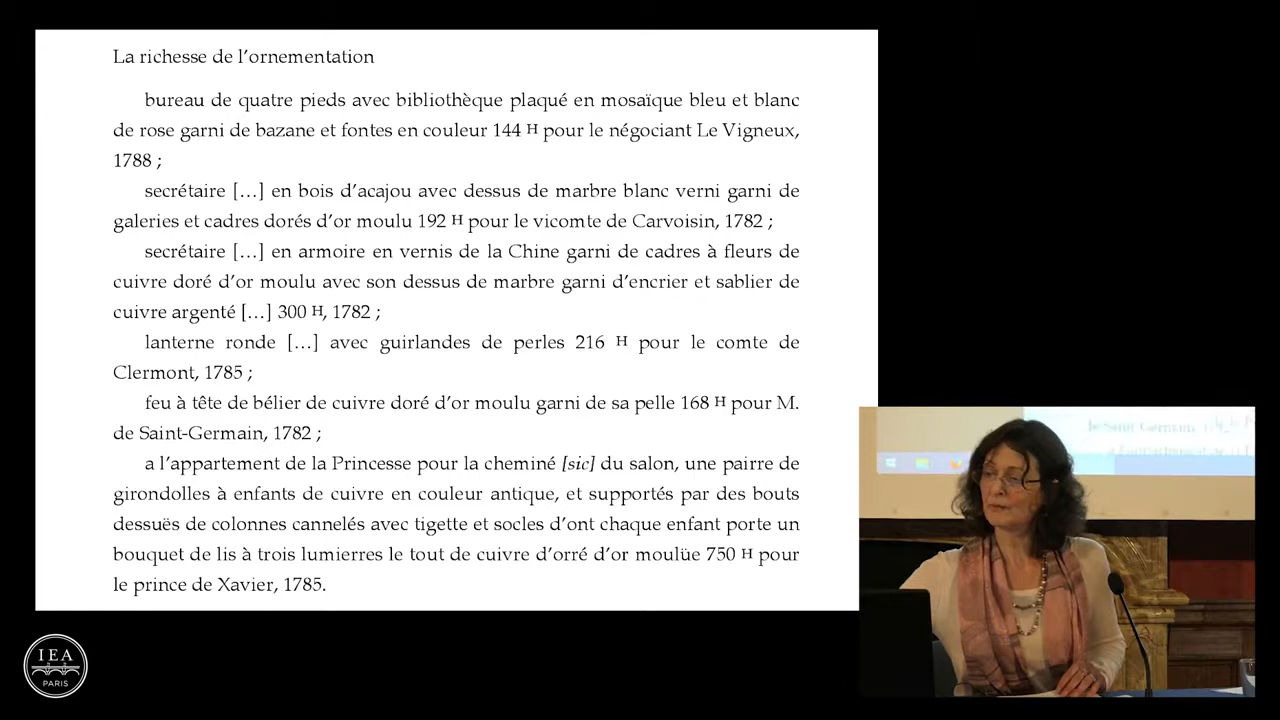 La richesse de l'ornementation
bureau de quatre pieds avec bibliothèque plaqué en mosaïque bleu et blanc
de rose garni de bazane et fontes en couleur 144 H pour le négociant Le Vigneux,
1788 ;
secrétaire […] en bois d'acajou avec dessus de marbre blanc verni garni de
galeries et cadres dorés d'or moulu 192 H pour le vicomte de Carvoisin, 1782 ;
secrétaire […] en armoire en vernis de la Chine garni de cadres à fleurs de
cuivre doré d'or moulu avec son dessus de marbre garni d'encrier et sablier de
cuivre argenté […] 300 H, 1782 ;
lanterne ronde […] avec guirlandes de perles 216 H pour le comte de
Clermont, 1785 ;
feu à tête de bélier de cuivre doré d'or moulu garni de sa pelle 168 H pour M.
de Saint-Germain, 1782 ;
a l'appartement de la Princesse pour la cheminé [sic] du salon, une pairre de
girondolles à enfants de cuivre en couleur antique, et supportés par des bouts
dessuës de colonnes cannelés avec tigette et socles d'ont chaque enfant porte un
bouquet de lis à trois lumierres le tout de cuivre d'orré d'or moulüe 750 H pour
le prince de Xavier, 1785.
de Saint Germain
IEA
PARIS